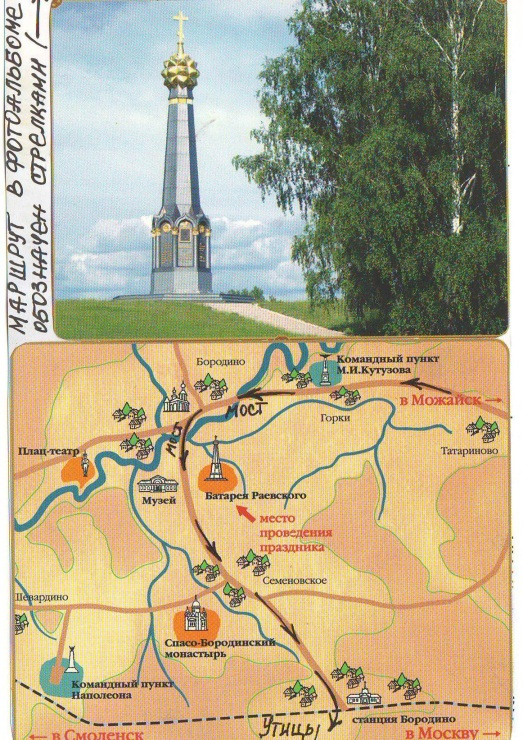 МАРШРУТ В ФОТОАЛЬБОМЕ
ОБОЗНАЧЕН СТРЕЛКАМИ
Бородино
Командный пункт
М.И.Кутузова
в Можайск
МОСТ
Горки
МОСТ
Татариново
Плац-театр
Музей
Батарея Раевского
место
проведения
праздника
Семеновское
Шевардино
Спасо-Бородинский
монастырь
Командный пункт
Наполеона
Утицы
станция Бородино
в Смоленск
в Москву